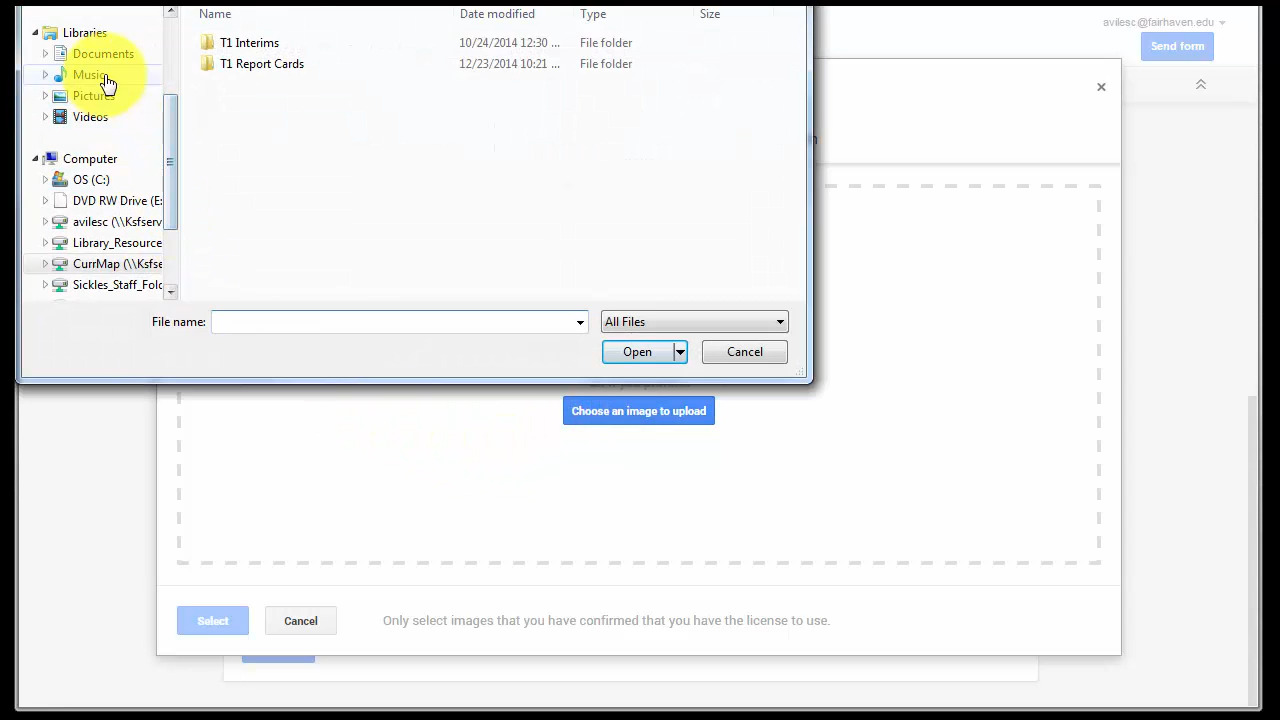 Name Date modified Type Size
avilesc@fairhaven.edu
Libraries
T1 Interims 10/24/2014 12:30 ... File folder
Send form
Documents
T1 Report Cards 12/23/2014 10:21 ... File folder
Music
Pictures
Videos
Computer
OS (C:)
DVD RW Drive (E:
avilesc (\\Ksfserv
Library_Resource
CurrMap (\\Ksfse
Sickles_Staff_Fold
File name:
All Files
Open
Cancel
Choose an image to upload
Select
Cancel
Only select images that you have confirmed that you have the license to use.